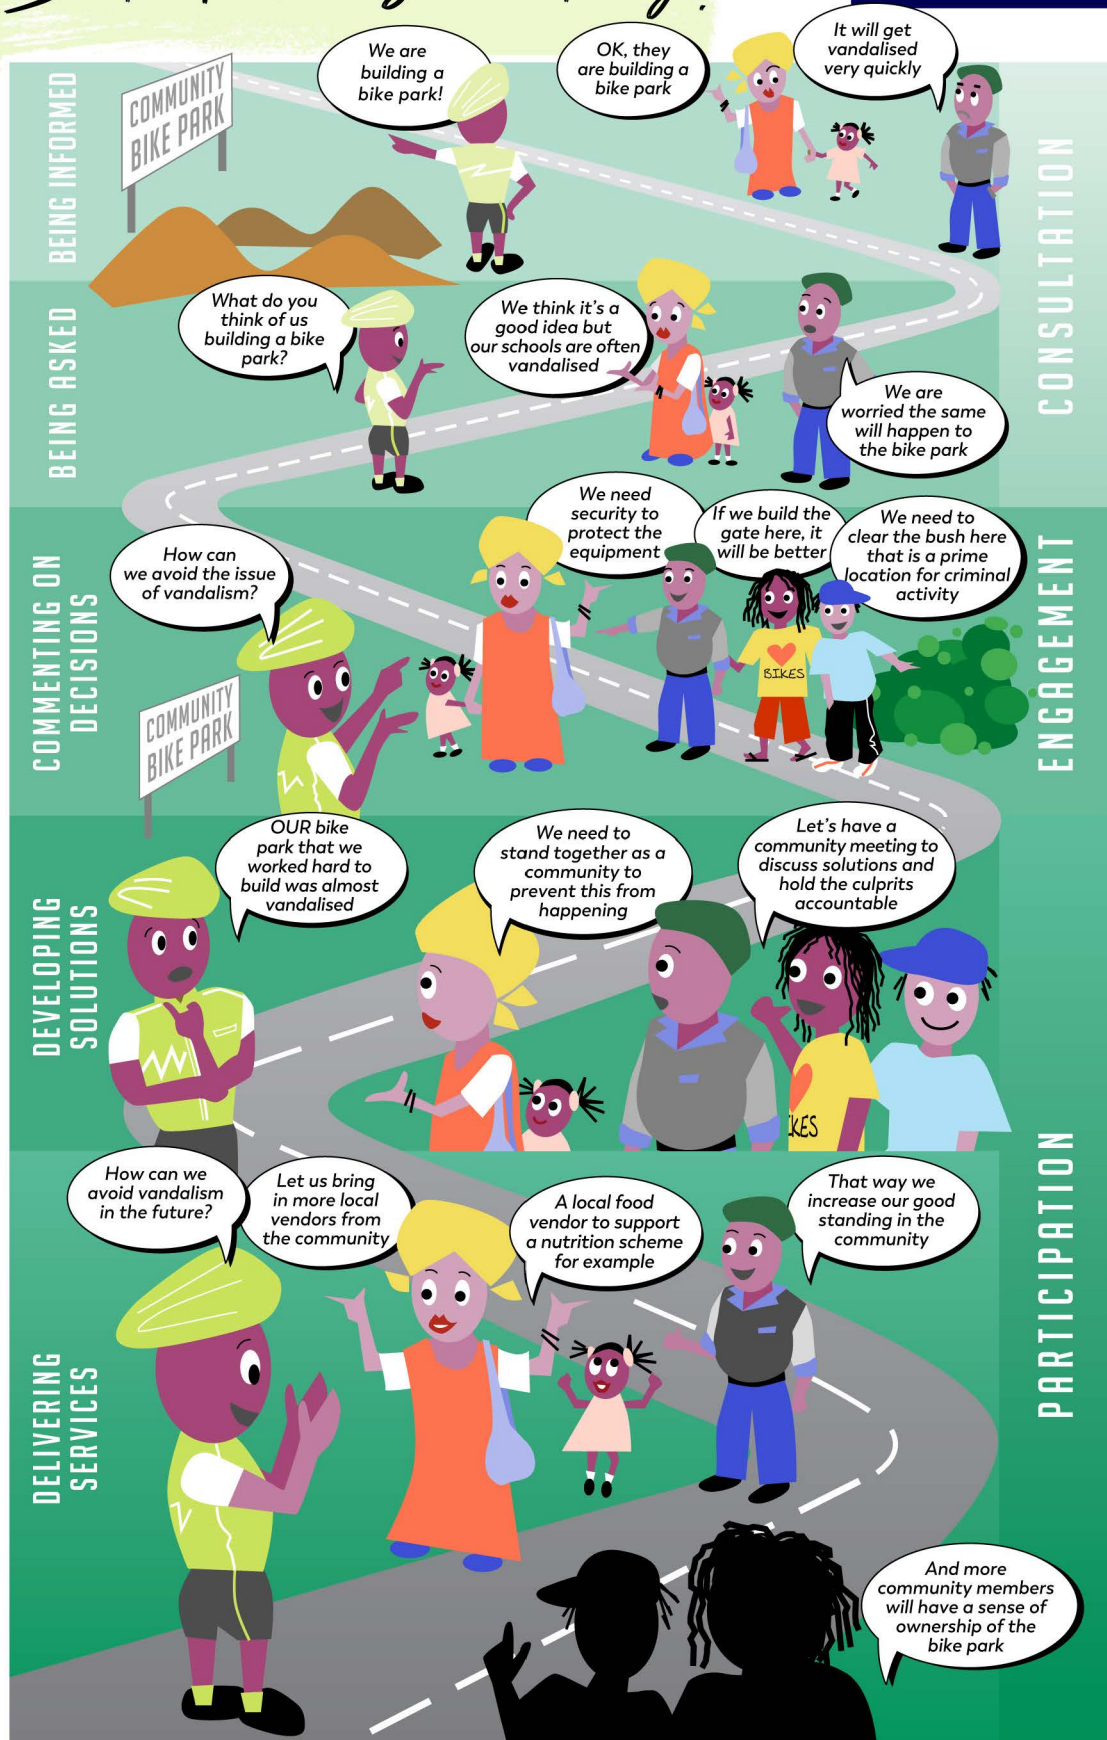 BEING INFORMED
COMMUNITY
BIKE PARK
We are
building a
bike park!
OK, they
are building a
bike park
It will get
vandalised
very quickly
CONSULTATION
BEING ASKED
What do you
think of us
building a bike
park?
We think it's a
good idea but
our schools are often
vandalised
We are
worried the same
will happen to
the bike park
COMMENTING ON
DECISIONS
How can
we avoid the issue
of vandalism?
We need
security to
protect the
equipment
If we build the
gate here, it
will be better
We need to
clear the bush here
that is a prime
location for criminal
activity
BIKES
COMMUNITY
BIKE PARK
ENGAGEMENT
DEVELOPING
SOLUTIONS
OUR bike
park that we
worked hard to
build was almost
vandalised
We need to
stand together as a
community to
prevent this from
happening
Let's have a
community meeting to
discuss solutions and
hold the culprits
accountable
IKES
DELIVERING
SERVICES
How can we
avoid vandalism
in the future?
Let us bring
in more local
vendors from
the community
A local food
vendor to support
a nutrition scheme
for example
That way we
increase our good
standing in the
community
PARTICIPATION
And more
community members
will have a sense of
ownership of the
bike park